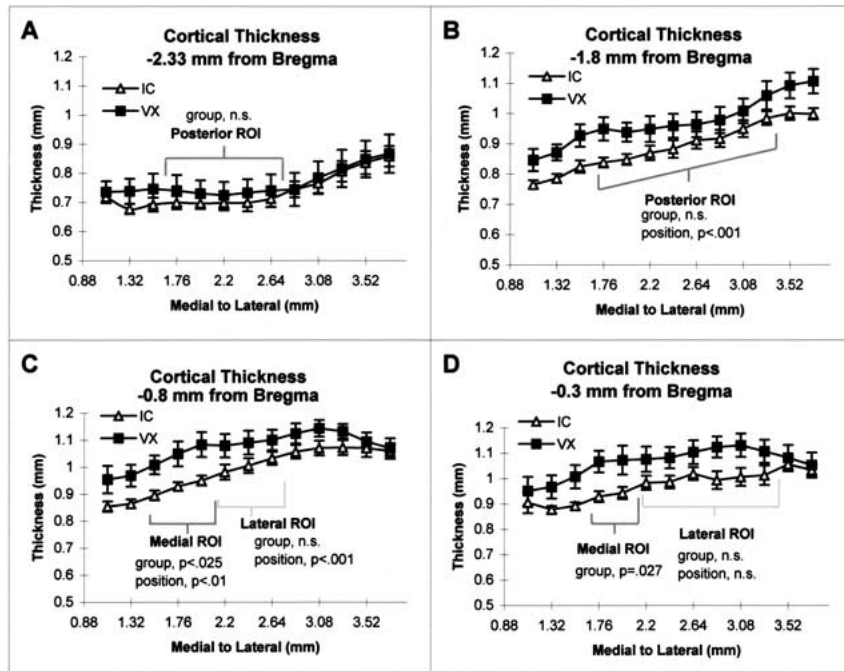 A
Cortical Thickness
-2.33 mm from Bregma
IC
VX
group, n.s.
Posterior ROI
Thickness (mm)
1.2
1.1
1
0.9
0.8
0.7
0.6
0.5
0.88 1.32 1.76 2.2 2.64 3.08 3.52
Medial to Lateral (mm)
B
Cortical Thickness
-1.8 mm from Bregma
IC
VX
Thickness (mm)
1.2
1.1
1
0.9
0.8
0.7
0.6
0.5
Posterior ROI
group, n.s.
position, p<.001
0.88 1.32 1.76 2.2 2.64 3.08 3.52
Medial to Lateral (mm)
C
Cortical Thickness
-0.8 mm from Bregma
IC
VX
Thickness (mm)
1.2
1.1
1
0.9
0.8
0.7
0.6
0.5
Medial ROI
group, p<.025
position, p<.01
Lateral ROI
group, n.s.
position, p<.001
0.88 1.32 1.76 2.2 2.64 3.08 3.52
Medial to Lateral (mm)
D
Cortical Thickness
-0.3 mm from Bregma
IC
VX
Thickness (mm)
1.2
1.1
1
0.9
0.8
0.7
0.6
0.5
Medial ROI
group, p=.027
Lateral ROI
group, n.s.
position, n.s.
0.88 1.32 1.76 2.2 2.64 3.08 3.52
Medial to Lateral (mm)